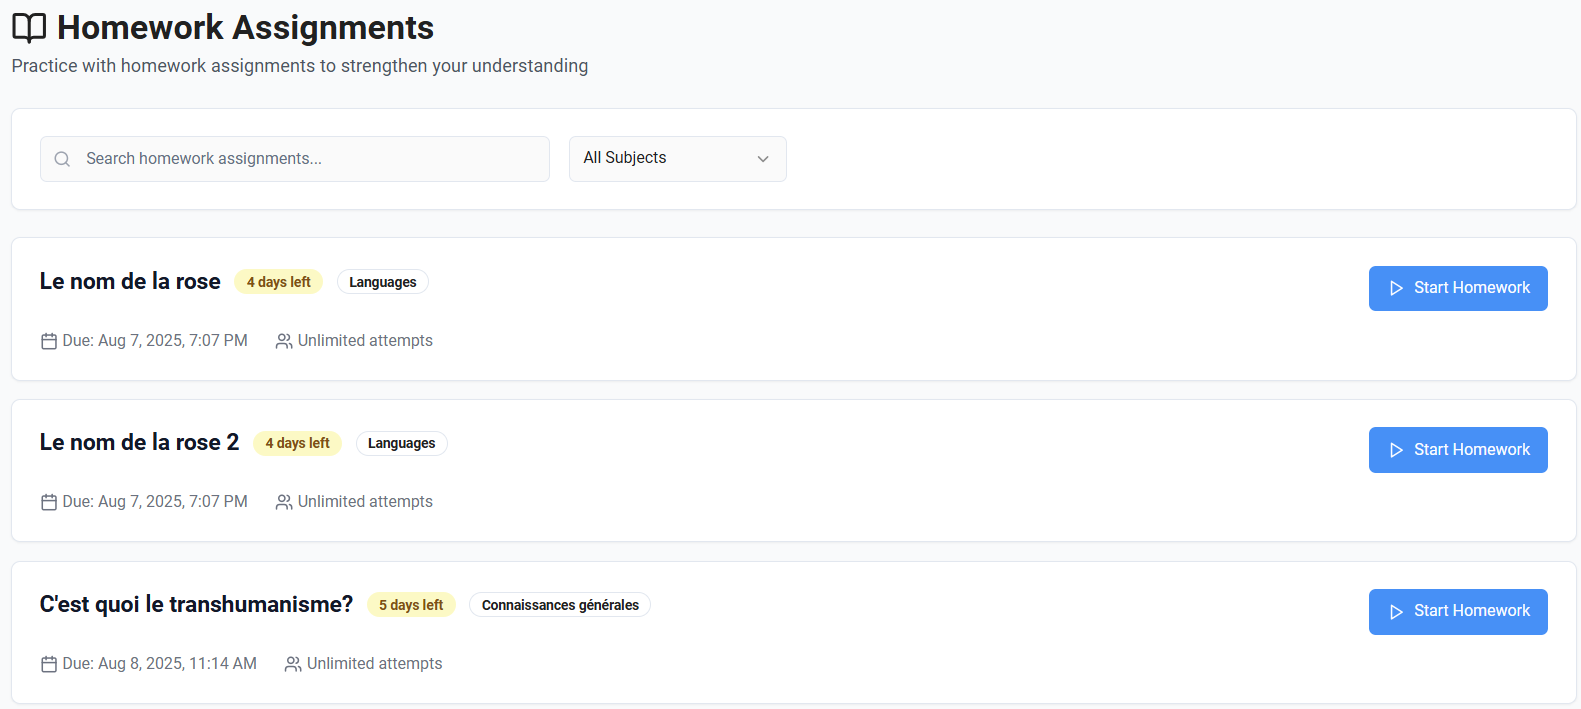 Homework Assignments
Practice with homework assignments to strengthen your understanding
Search homework assignments...
All Subjects
Le nom de la rose
4 days left
Languages
Start Homework
Due: Aug 7, 2025, 7:07 PM
Unlimited attempts
Le nom de la rose 2
4 days left
Languages
Start Homework
Due: Aug 7, 2025, 7:07 PM
Unlimited attempts
C'est quoi le transhumanisme?
5 days left
Connaissances générales
Start Homework
Due: Aug 8, 2025, 11:14 AM
Unlimited attempts